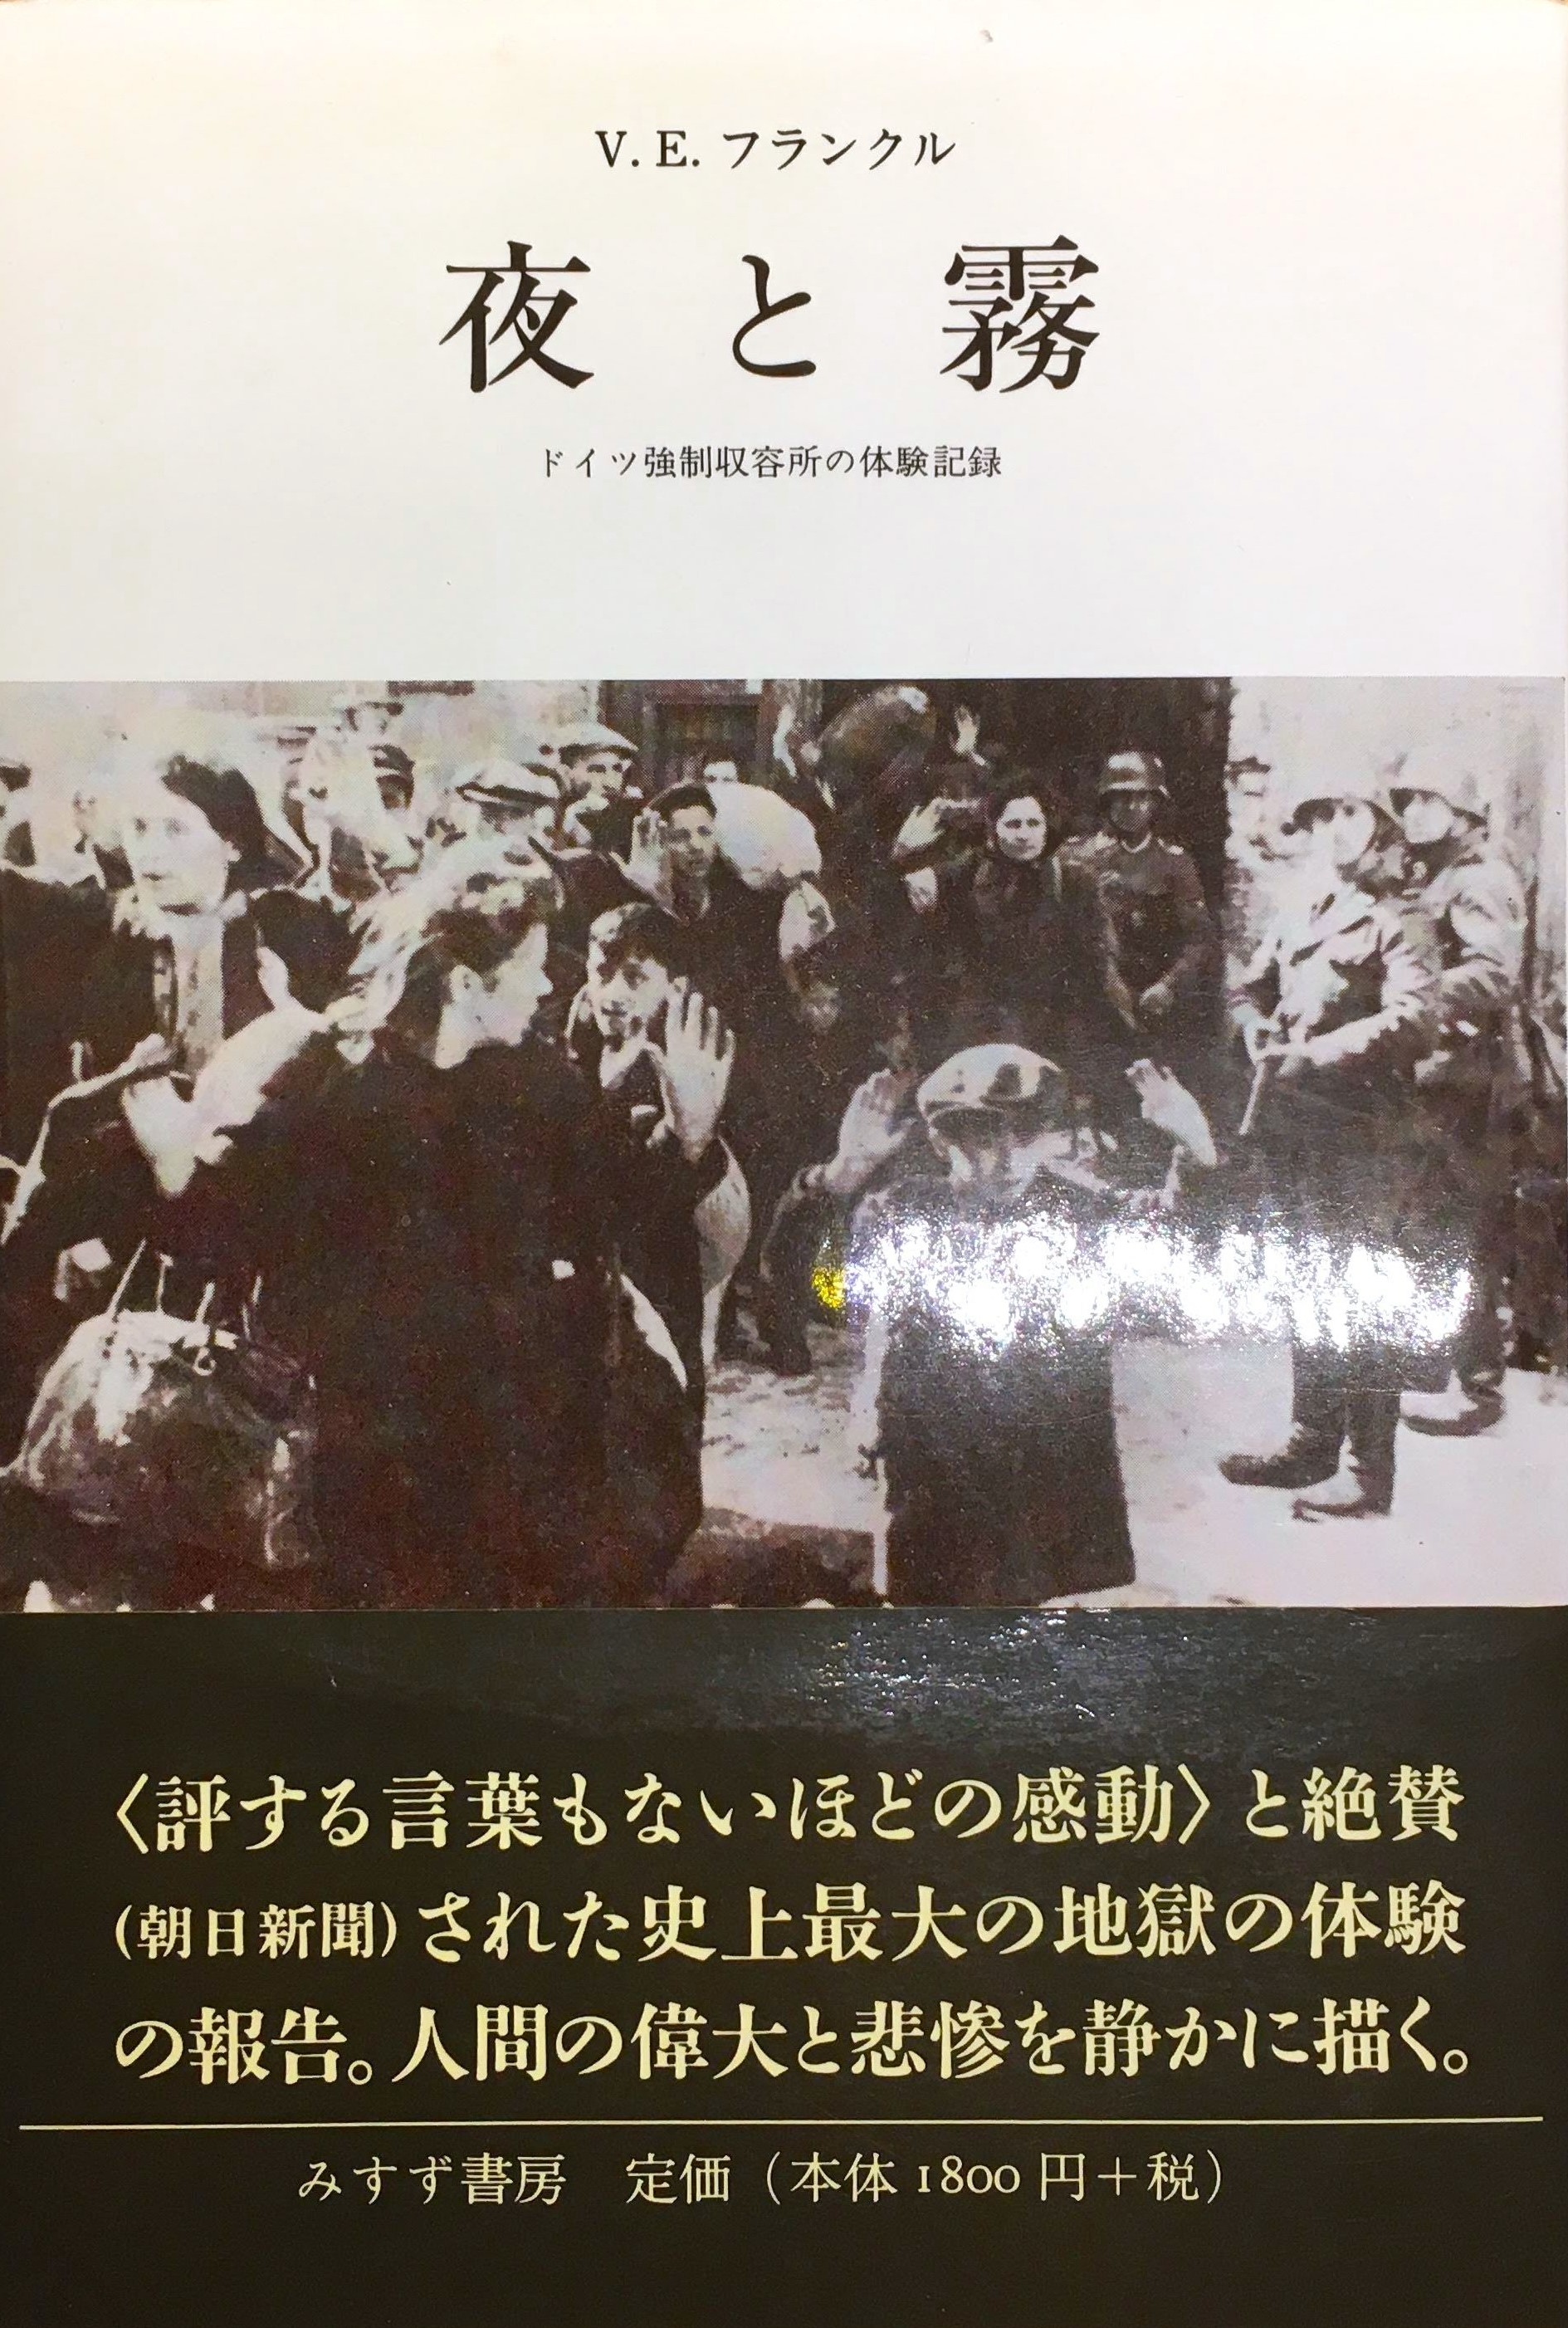 V. E. フランクル
夜と霧
ドイツ強制収容所の体験記録
〈評する言葉もないほどの感動〉と絶賛
(朝日新聞)された史上最大の地獄の体験
の報告。人間の偉大と悲惨を静かに描く。
みすず書房　定価（本体1800円＋税）